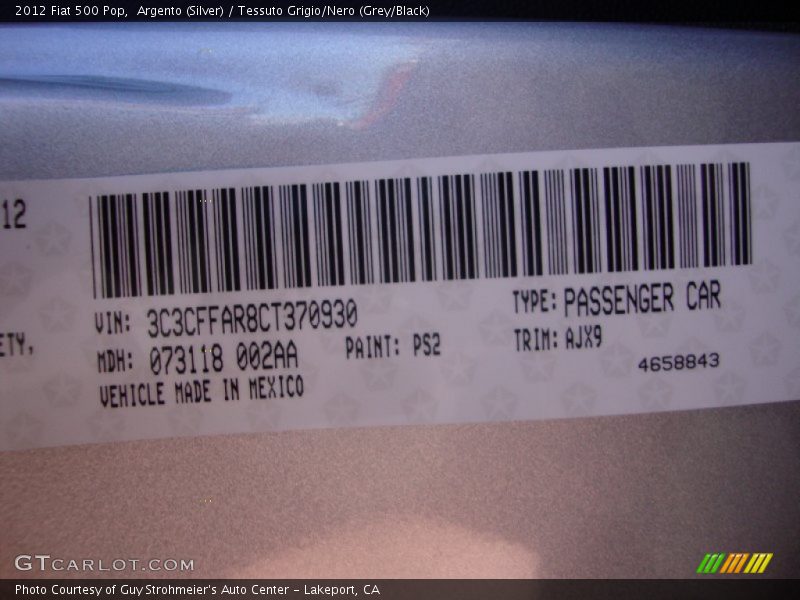 2012 Fiat 500 Pop,  Argento (Silver) / Tessuto Grigio/Nero (Grey/Black)
12
VIN: 3C3CFFAR8CT370930 TYPE: PASSENGER CAR
ETY, MDH: 073118 002AA PAINT: PS2 TRIM: AJX9
VEHICLE MADE IN MEXICO 4658843
GTCARLOT.COM
Photo Courtesy of Guy Strohmeier's Auto Center - Lakeport, CA